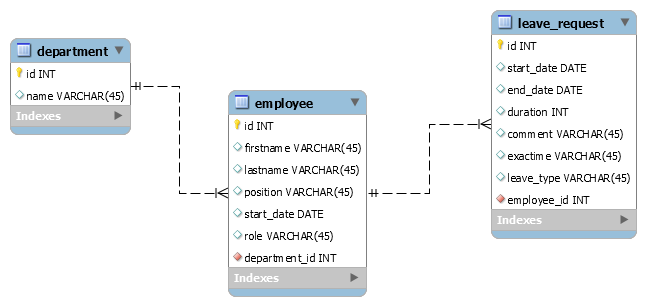 department
id INT
name VARCHAR(45)
Indexes
employee
id INT
firstname VARCHAR(45)
lastname VARCHAR(45)
position VARCHAR(45)
start_date DATE
role VARCHAR(45)
department_id INT
Indexes
leave_request
id INT
start_date DATE
end_date DATE
duration INT
comment VARCHAR(45)
exactime VARCHAR(45)
leave_type VARCHAR(45)
employee_id INT
Indexes